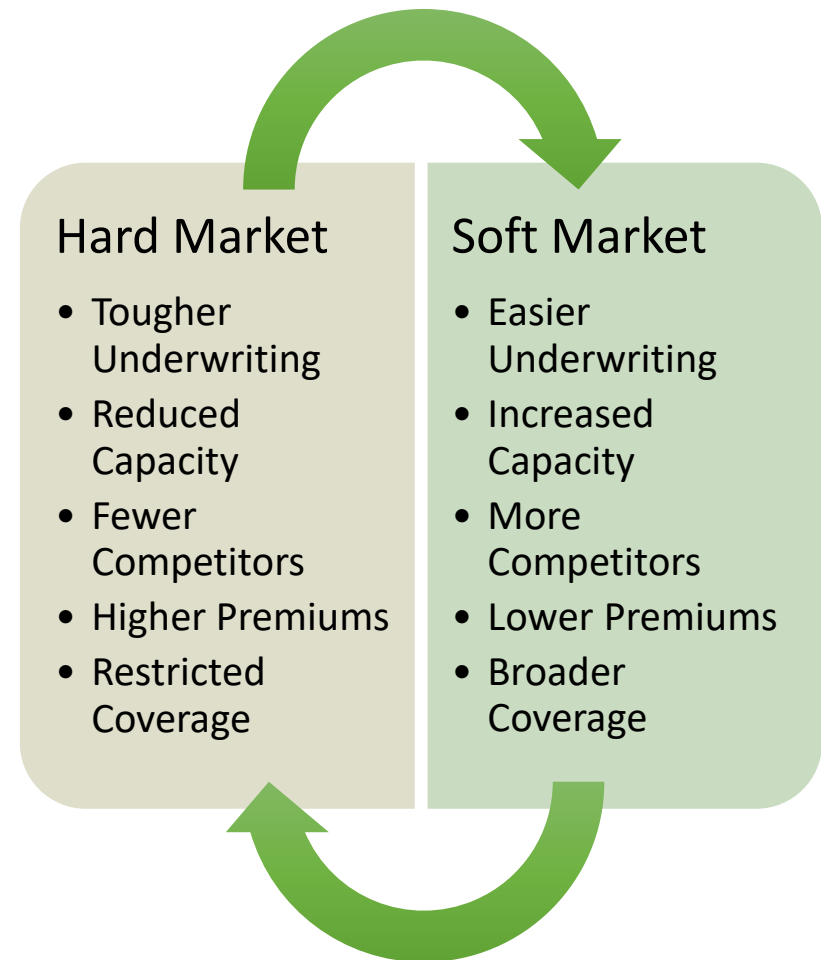 Hard Market
• Tougher
Underwriting
• Reduced
Capacity
• Fewer
Competitors
• Higher Premiums
• Restricted
Coverage
Soft Market
• Easier
Underwriting
• Increased
Capacity
• More
Competitors
• Lower Premiums
• Broader
Coverage